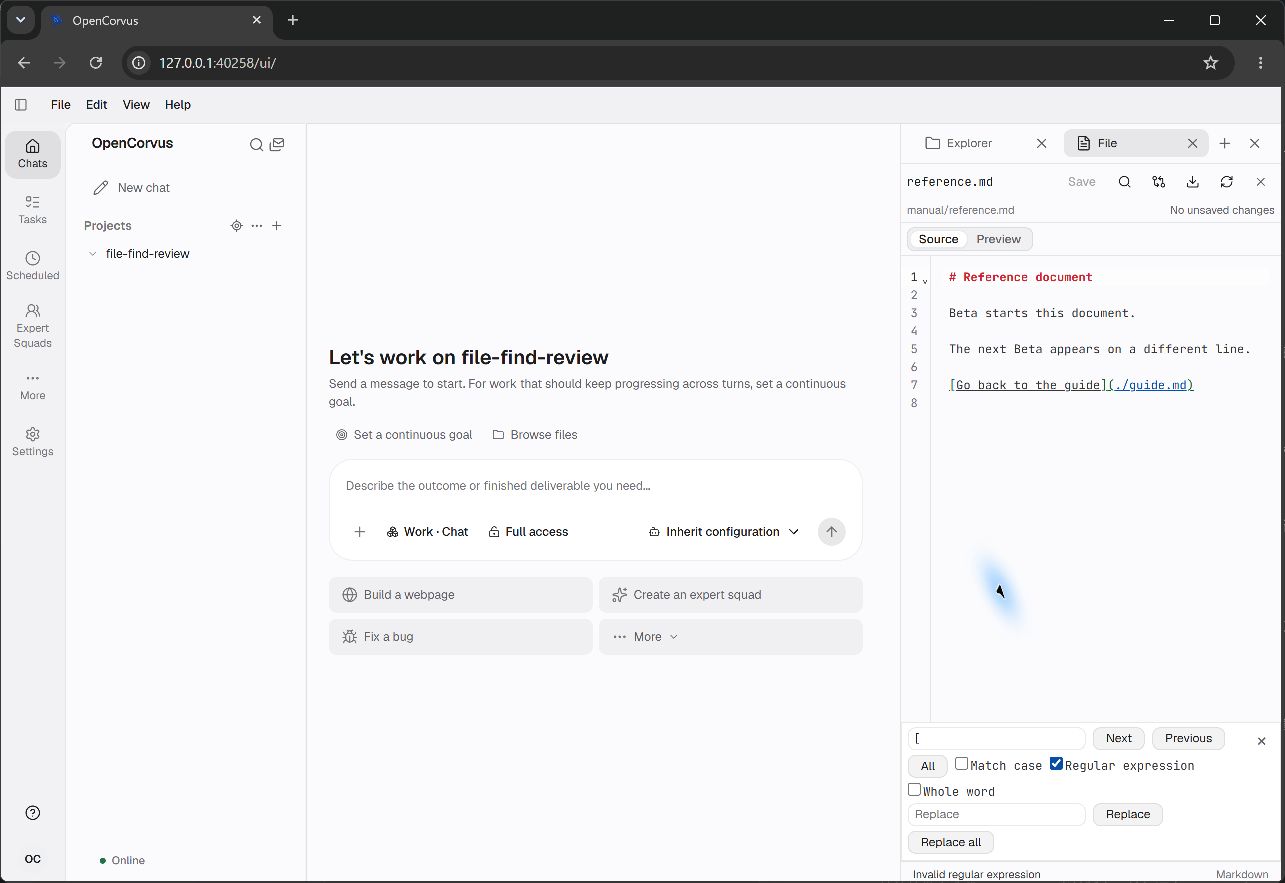 OpenCorvus
127.0.0.1:40258/ui/
File Edit View Help
Chats
Tasks
Scheduled
Expert
Squads
More
Settings
OC
OpenCorvus
New chat
Projects
file-find-review
Online
Let's work on file-find-review
Send a message to start. For work that should keep progressing across turns, set a continuous
goal.
Set a continuous goal Browse files
Describe the outcome or finished deliverable you need...
Work · Chat Full access Inherit configuration
Build a webpage Create an expert squad
Fix a bug More
Explorer File
reference.md Save
manual/reference.md No unsaved changes
Source Preview
1 # Reference document
2
3 Beta starts this document.
4
5 The next Beta appears on a different line.
6
7 [Go back to the guide](./guide.md)
8
[ Next Previous
All Match case Regular expression
Whole word
Replace Replace
Replace all
Invalid regular expression Markdown